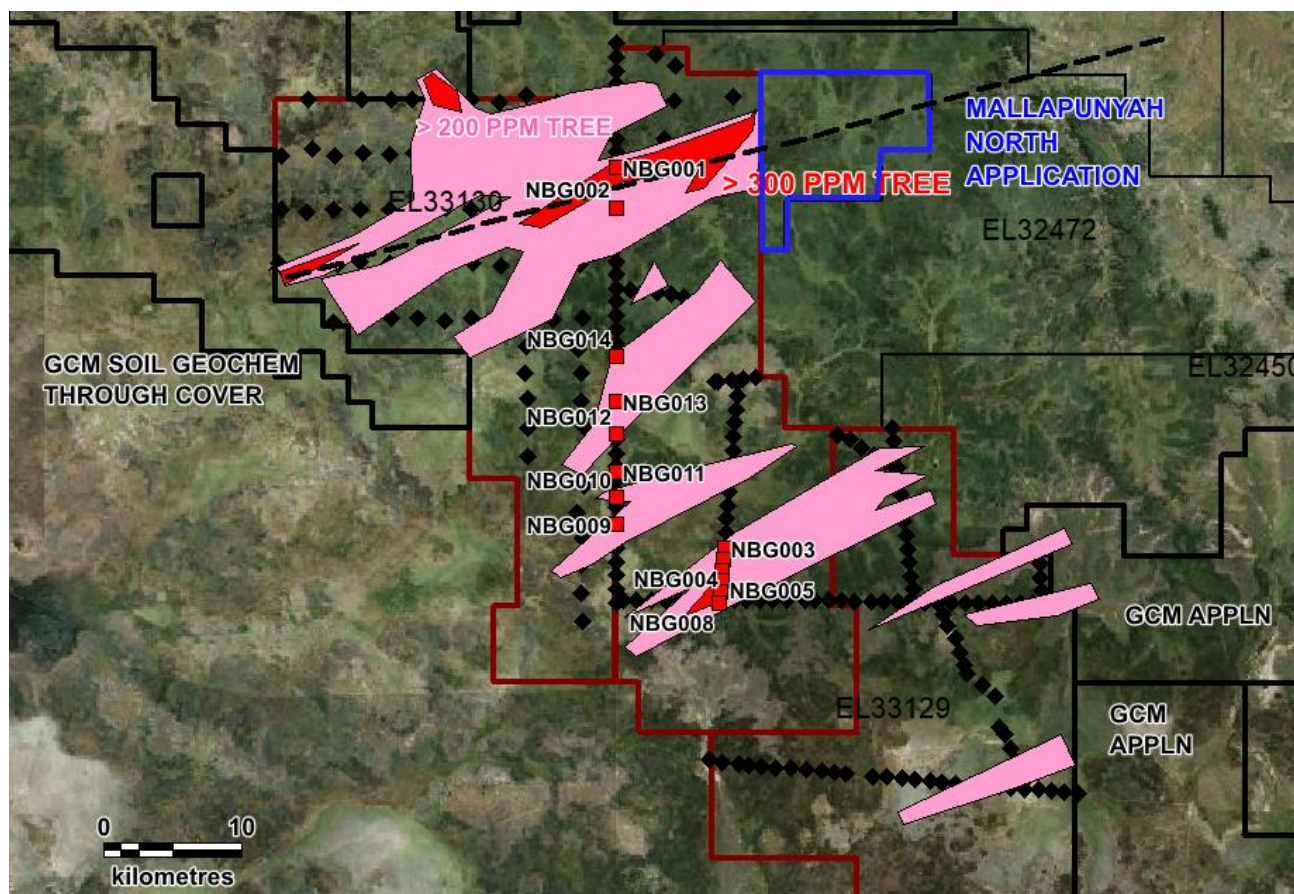 > 200 PPM TREE
MALLAPUNYAH
NORTH
APPLICATION
NBG001
NBG002
> 300 PPM TREE
EL33130
EL32472
NBG014
GCM SOIL GEOCHEM
THROUGH COVER
EL32450
NBG013
NBG012
NBG011
NBG010
NBG009
NBG003
NBG004
NBG005
NBG008
GCM APPLN
EL33129
GCM
APPLN
0 10
kilometres